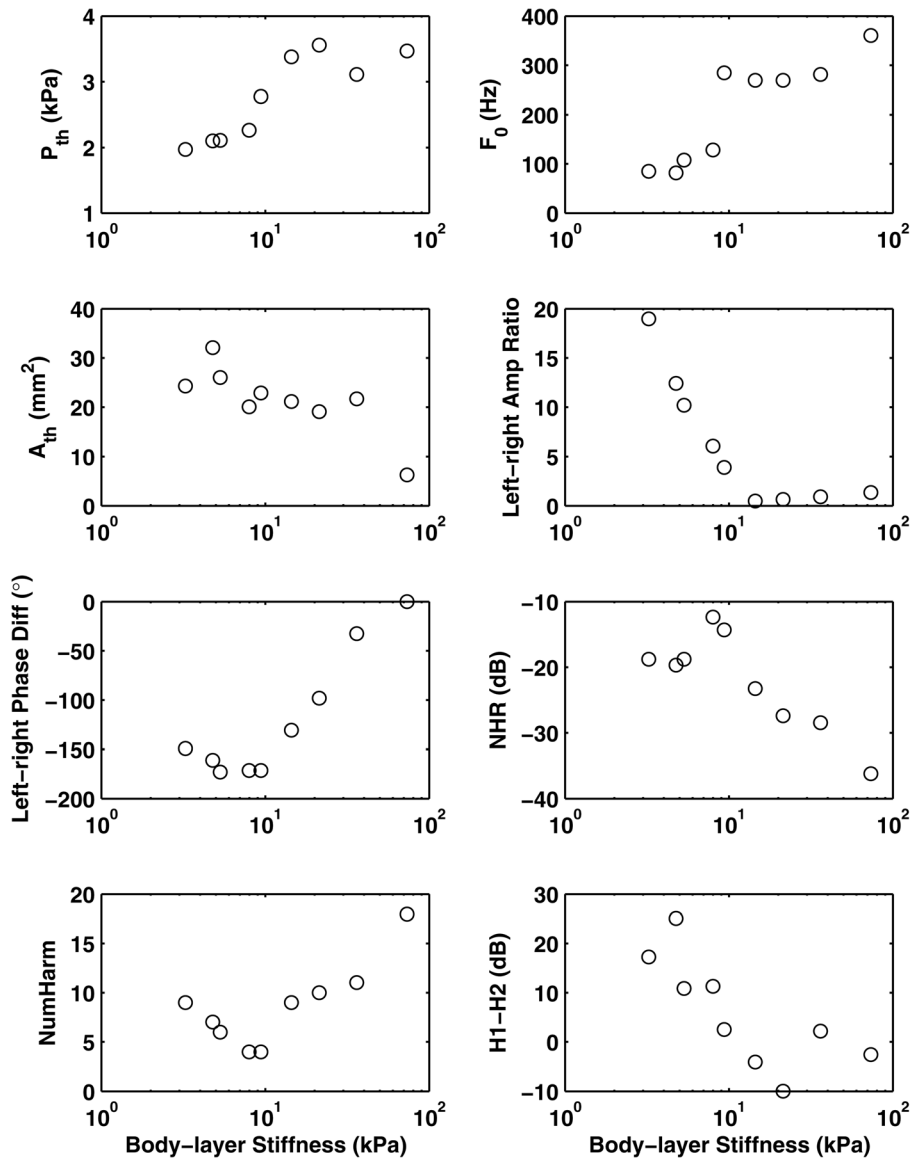 4
3
2
1
P_th (kPa)
10^0 10^1 10^2
400
300
200
100
0
F_0 (Hz)
10^0 10^1 10^2
40
30
20
10
0
A_th (mm^2)
10^0 10^1 10^2
20
15
10
5
0
Left-right Amp Ratio
10^0 10^1 10^2
0
−50
−100
−150
−200
Left-right Phase Diff (°)
10^0 10^1 10^2
−10
−20
−30
−40
NHR (dB)
10^0 10^1 10^2
20
15
10
5
0
NumHarm
10^0 10^1 10^2
Body-layer Stiffness (kPa)
30
20
10
0
−10
H1-H2 (dB)
10^0 10^1 10^2
Body-layer Stiffness (kPa)